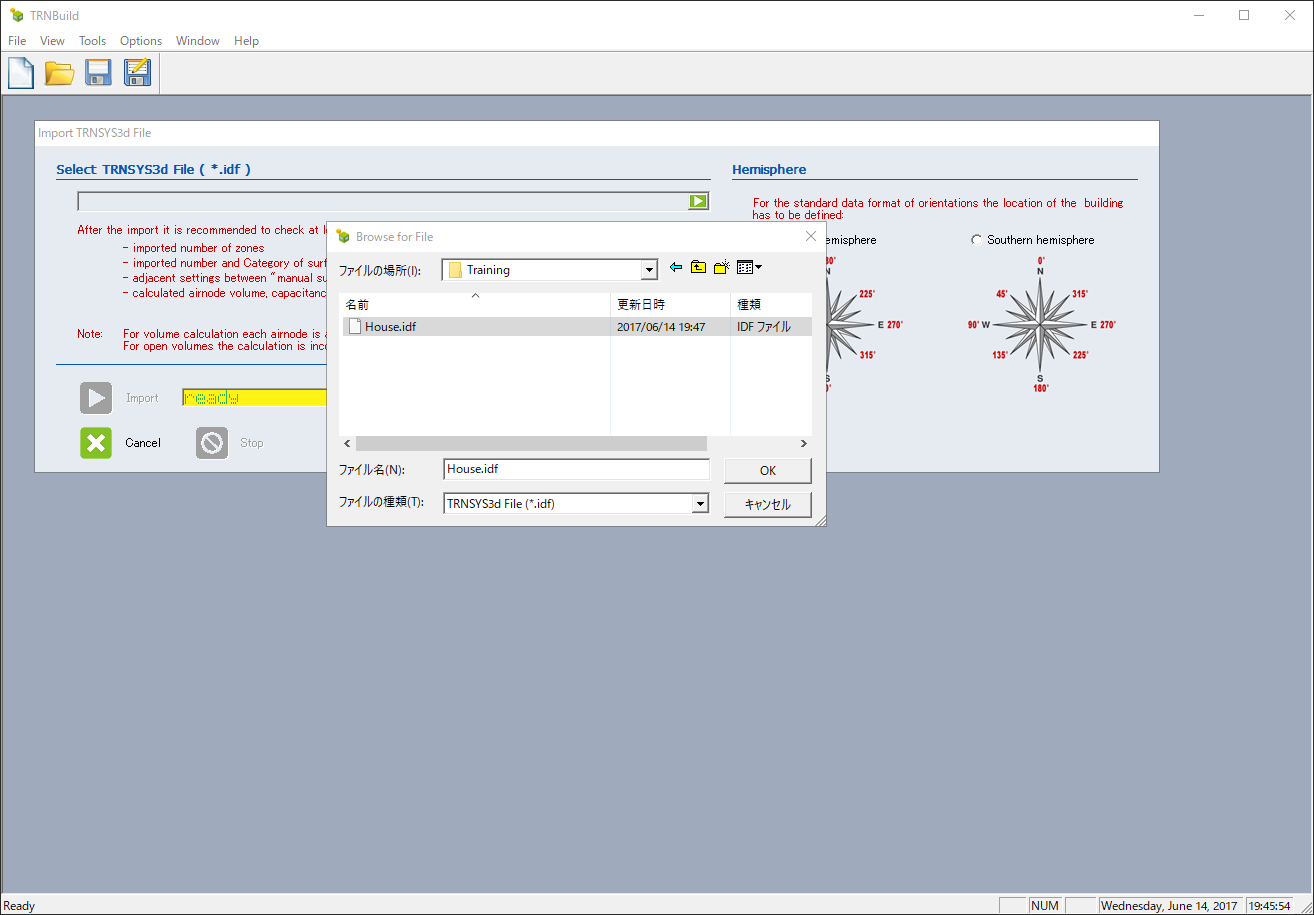 TRNBuild
File View Tools Options Window Help
Import TRNSYS3d File
Select TRNSYS3d File ( *.idf )
Hemisphere
For the standard data format of orientations the location of the building
has to be defined:
After the import it is recommended to check at l
- imported number of zones
- imported number and Category of surf
- adjacent settings between "manual su
- calculated airnode volume, capacitanc
Note: For volume calculation each airnode is a
For open volumes the calculation is inco
Import
ready
Cancel
Stop
emisphere
Southern hemisphere
N
225°
E 270°
315°
S
0°
N
45°
315°
90° W
E 270°
135°
225°
S
180°
Browse for File
ファイルの場所(I):
Training
名前
更新日時
種類
House.idf
2017/06/14 19:47
IDF ファイル
ファイル名(N):
House.idf
OK
ファイルの種類(T):
TRNSYS3d File (*.idf)
キャンセル
Ready
NUM
Wednesday, June 14, 2017
19:45:54